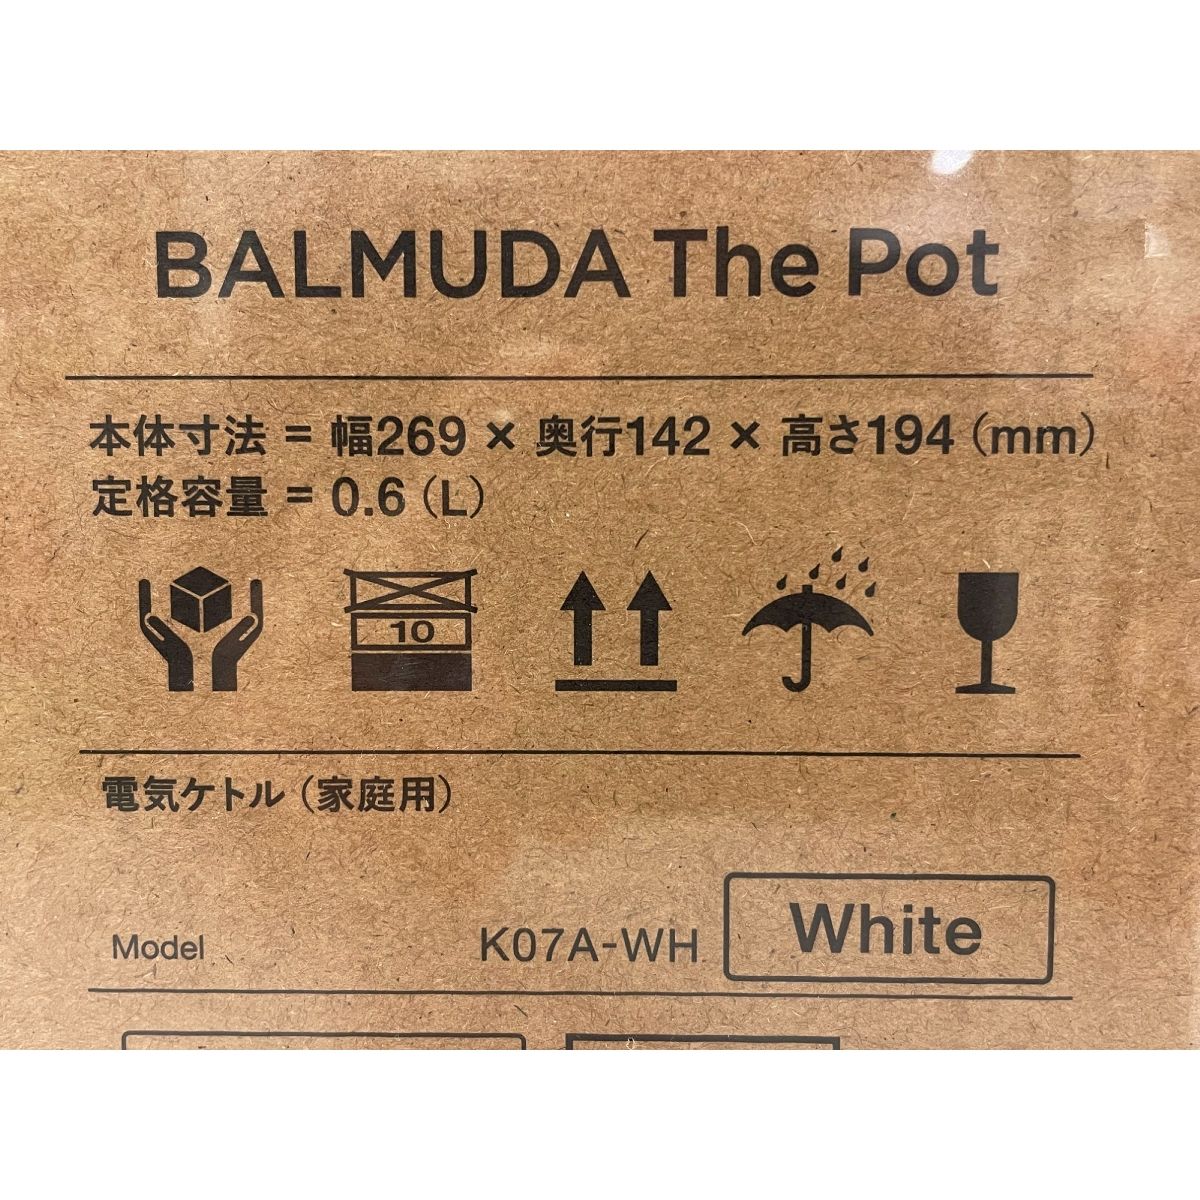 BALMUDA The Pot
本体寸法 = 幅269 × 奥行142 × 高さ194 (mm)
定格容量 = 0.6 (L)
10
電気ケトル (家庭用)
Model K07A-WH White